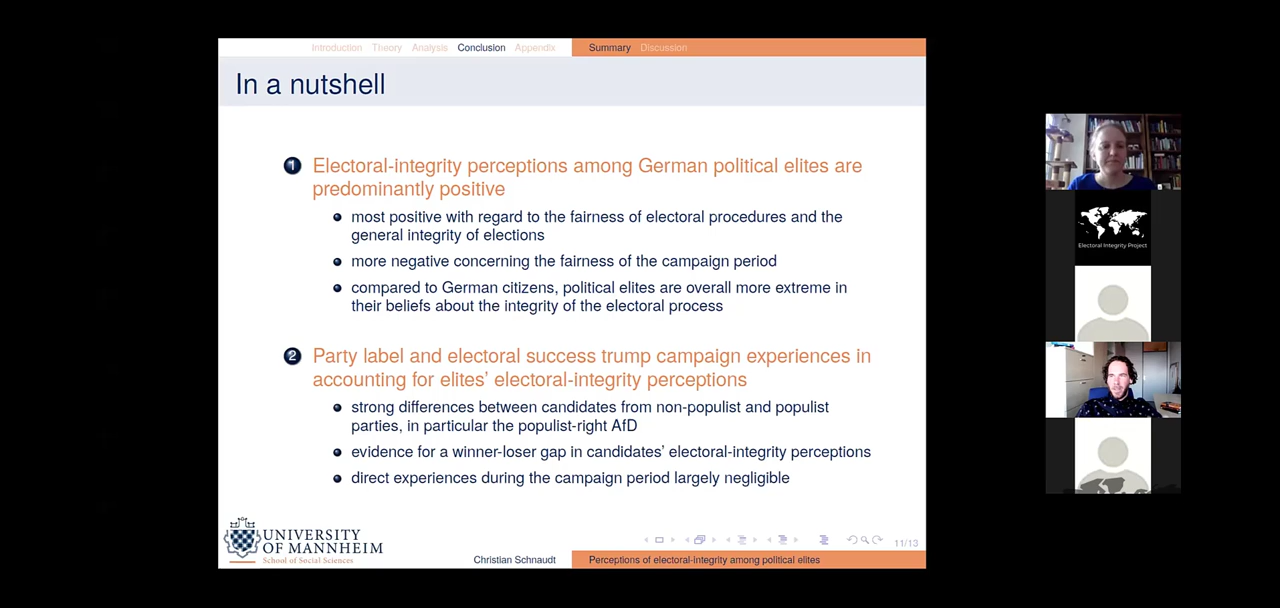 Introduction Theory Analysis Conclusion Appendix Summary Discussion
In a nutshell
1 Electoral-integrity perceptions among German political elites are
predominantly positive
most positive with regard to the fairness of electoral procedures and the
general integrity of elections
more negative concerning the fairness of the campaign period
compared to German citizens, political elites are overall more extreme in
their beliefs about the integrity of the electoral process
2 Party label and electoral success trump campaign experiences in
accounting for elites' electoral-integrity perceptions
strong differences between candidates from non-populist and populist
parties, in particular the populist-right AfD
evidence for a winner-loser gap in candidates' electoral-integrity perceptions
direct experiences during the campaign period largely negligible
UNIVERSITY
OF MANNHEIM
School of Social Sciences
11/13
Christian Schnaudt Perceptions of electoral-integrity among political elites
Electoral Integrity Project